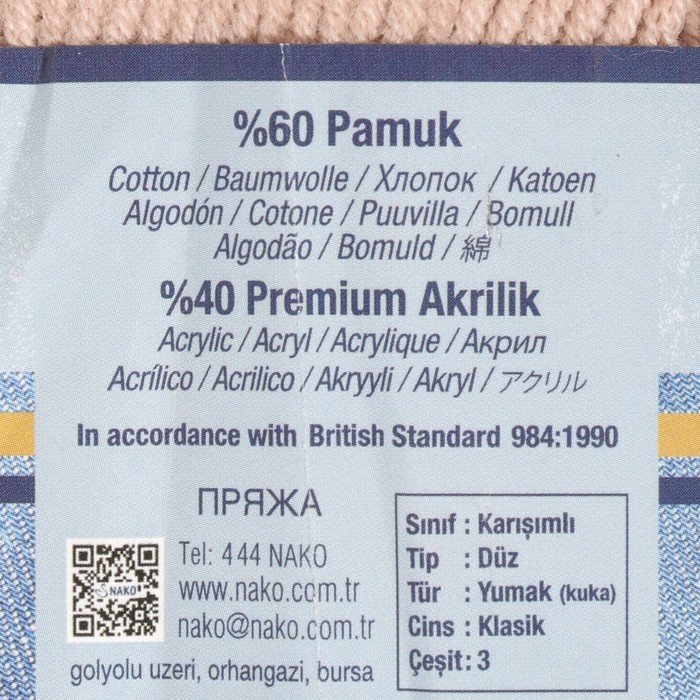 %60 Pamuk
Cotton / Baumwolle / Хлопок / Katoen
Algodón / Cotone / Puuvilla / Bomull
Algodão / Bomuld / 綿
%40 Premium Akrilik
Acrylic / Acryl / Acrylique / Акрил
Acrílico / Acrilico / Akryyli / Akryl / アクリル
In accordance with British Standard 984:1990
ПРЯЖА
NAKO
Tel: 444 NAKO
www.nako.com.tr
nako@nako.com.tr
golyolu uzeri, orhangazi, bursa
Sınıf : Karışımlı
Tip : Düz
Tür : Yumak (kuka)
Cins : Klasik
Çeşit: 3